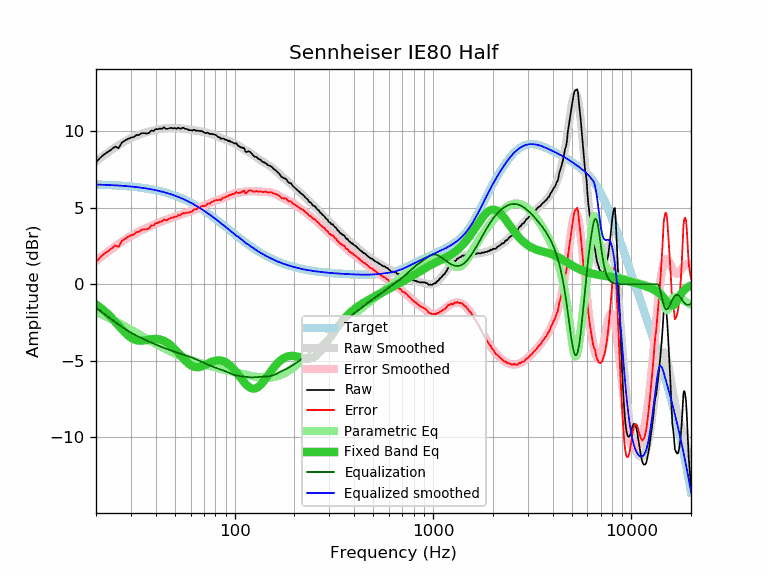 Sennheiser IE80 Half
Amplitude (dBr)
10
5
0
−5
−10
Target
Raw Smoothed
Error Smoothed
Raw
Error
Parametric Eq
Fixed Band Eq
Equalization
Equalized smoothed
100
1000
10000
Frequency (Hz)